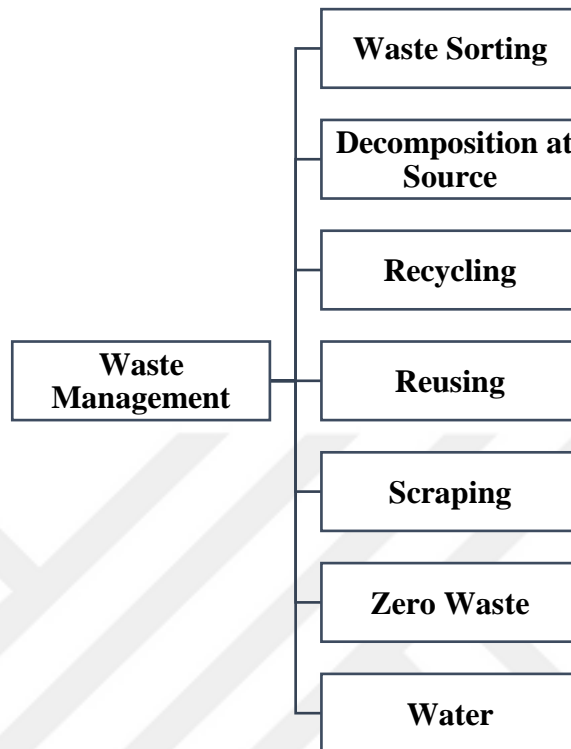 Waste Sorting
Decomposition at
Source
Recycling
Waste
Management
Reusing
Scraping
Zero Waste
Water